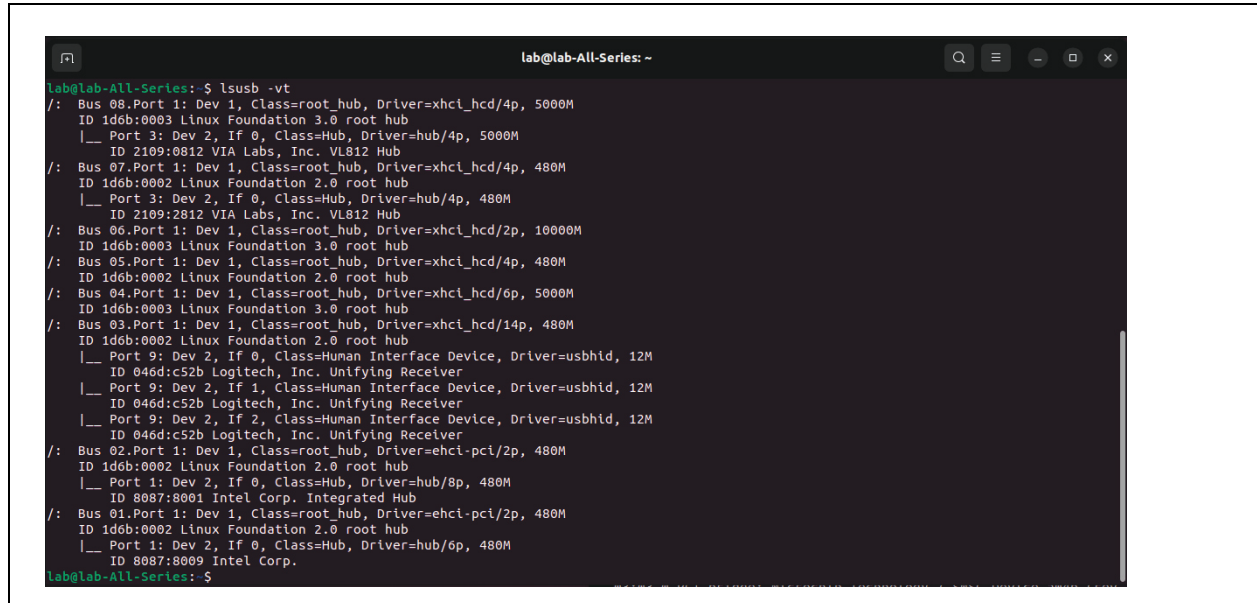 lab@lab-All-Series: ~
lab@lab-All-Series:~$ lsusb -vt
/:  Bus 08.Port 1: Dev 1, Class=root_hub, Driver=xhci_hcd/4p, 5000M
    ID 1d6b:0003 Linux Foundation 3.0 root hub
    |__ Port 3: Dev 2, If 0, Class=Hub, Driver=hub/4p, 5000M
        ID 2109:0812 VIA Labs, Inc. VL812 Hub
/:  Bus 07.Port 1: Dev 1, Class=root_hub, Driver=xhci_hcd/4p, 480M
    ID 1d6b:0002 Linux Foundation 2.0 root hub
    |__ Port 3: Dev 2, If 0, Class=Hub, Driver=hub/4p, 480M
        ID 2109:2812 VIA Labs, Inc. VL812 Hub
/:  Bus 06.Port 1: Dev 1, Class=root_hub, Driver=xhci_hcd/2p, 10000M
    ID 1d6b:0003 Linux Foundation 3.0 root hub
/:  Bus 05.Port 1: Dev 1, Class=root_hub, Driver=xhci_hcd/4p, 480M
    ID 1d6b:0002 Linux Foundation 2.0 root hub
/:  Bus 04.Port 1: Dev 1, Class=root_hub, Driver=xhci_hcd/6p, 5000M
    ID 1d6b:0003 Linux Foundation 3.0 root hub
/:  Bus 03.Port 1: Dev 1, Class=root_hub, Driver=xhci_hcd/14p, 480M
    ID 1d6b:0002 Linux Foundation 2.0 root hub
    |__ Port 9: Dev 2, If 0, Class=Human Interface Device, Driver=usbhid, 12M
        ID 046d:c52b Logitech, Inc. Unifying Receiver
    |__ Port 9: Dev 2, If 1, Class=Human Interface Device, Driver=usbhid, 12M
        ID 046d:c52b Logitech, Inc. Unifying Receiver
    |__ Port 9: Dev 2, If 2, Class=Human Interface Device, Driver=usbhid, 12M
        ID 046d:c52b Logitech, Inc. Unifying Receiver
/:  Bus 02.Port 1: Dev 1, Class=root_hub, Driver=ehci-pci/2p, 480M
    ID 1d6b:0002 Linux Foundation 2.0 root hub
    |__ Port 1: Dev 2, If 0, Class=Hub, Driver=hub/8p, 480M
        ID 8087:8001 Intel Corp. Integrated Hub
/:  Bus 01.Port 1: Dev 1, Class=root_hub, Driver=ehci-pci/2p, 480M
    ID 1d6b:0002 Linux Foundation 2.0 root hub
    |__ Port 1: Dev 2, If 0, Class=Hub, Driver=hub/6p, 480M
        ID 8087:8009 Intel Corp.
lab@lab-All-Series:~$